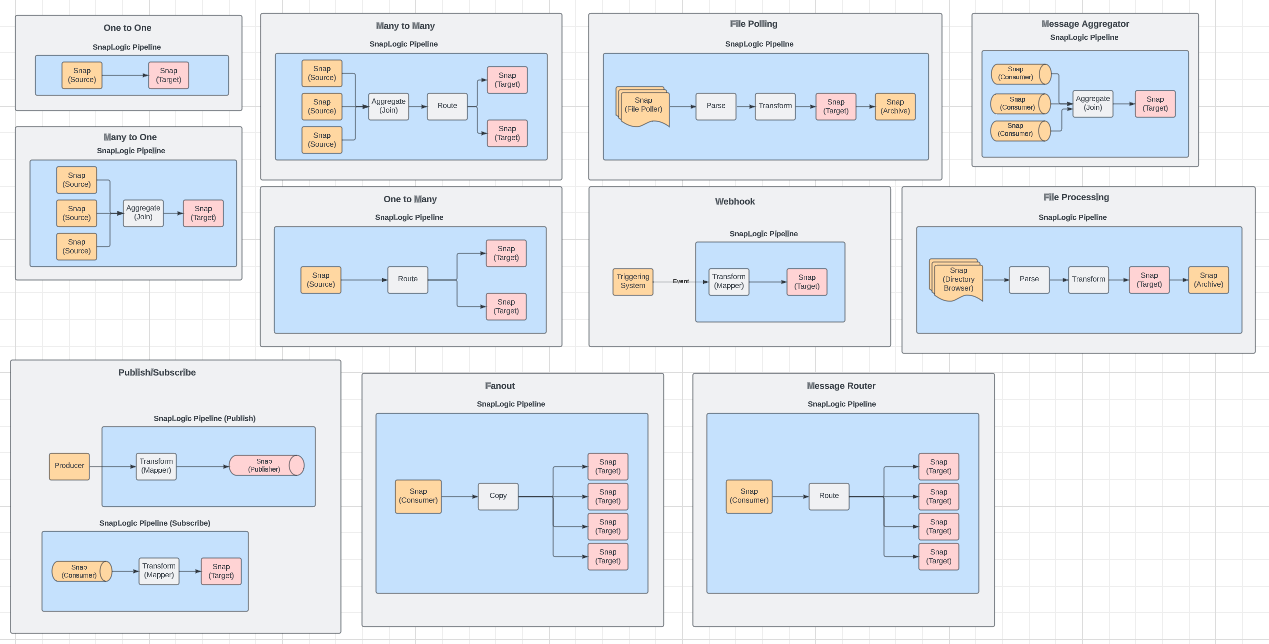 One to One
SnapLogic Pipeline
Snap
(Source)
Snap
(Target)
Many to One
SnapLogic Pipeline
Snap
(Source)
Snap
(Source)
Snap
(Source)
Aggregate
(Join)
Snap
(Target)
Many to Many
SnapLogic Pipeline
Snap
(Source)
Snap
(Source)
Snap
(Source)
Aggregate
(Join)
Route
Snap
(Target)
Snap
(Target)
One to Many
SnapLogic Pipeline
Snap
(Source)
Route
Snap
(Target)
Snap
(Target)
File Polling
SnapLogic Pipeline
Snap
(File Poller)
Parse
Transform
Snap
(Target)
Snap
(Archive)
Message Aggregator
SnapLogic Pipeline
Snap
(Consumer)
Snap
(Consumer)
Snap
(Consumer)
Aggregate
(Join)
Snap
(Target)
Webhook
SnapLogic Pipeline
Triggering
System
Event
Transform
(Mapper)
Snap
(Target)
File Processing
SnapLogic Pipeline
Snap
(Directory
Browser)
Parse
Transform
Snap
(Target)
Snap
(Archive)
Publish/Subscribe
SnapLogic Pipeline (Publish)
Producer
Transform
(Mapper)
Snap
(Publisher)
SnapLogic Pipeline (Subscribe)
Snap
(Consumer)
Transform
(Mapper)
Snap
(Target)
Fanout
SnapLogic Pipeline
Snap
(Consumer)
Copy
Snap
(Target)
Snap
(Target)
Snap
(Target)
Snap
(Target)
Message Router
SnapLogic Pipeline
Snap
(Consumer)
Route
Snap
(Target)
Snap
(Target)
Snap
(Target)
Snap
(Target)